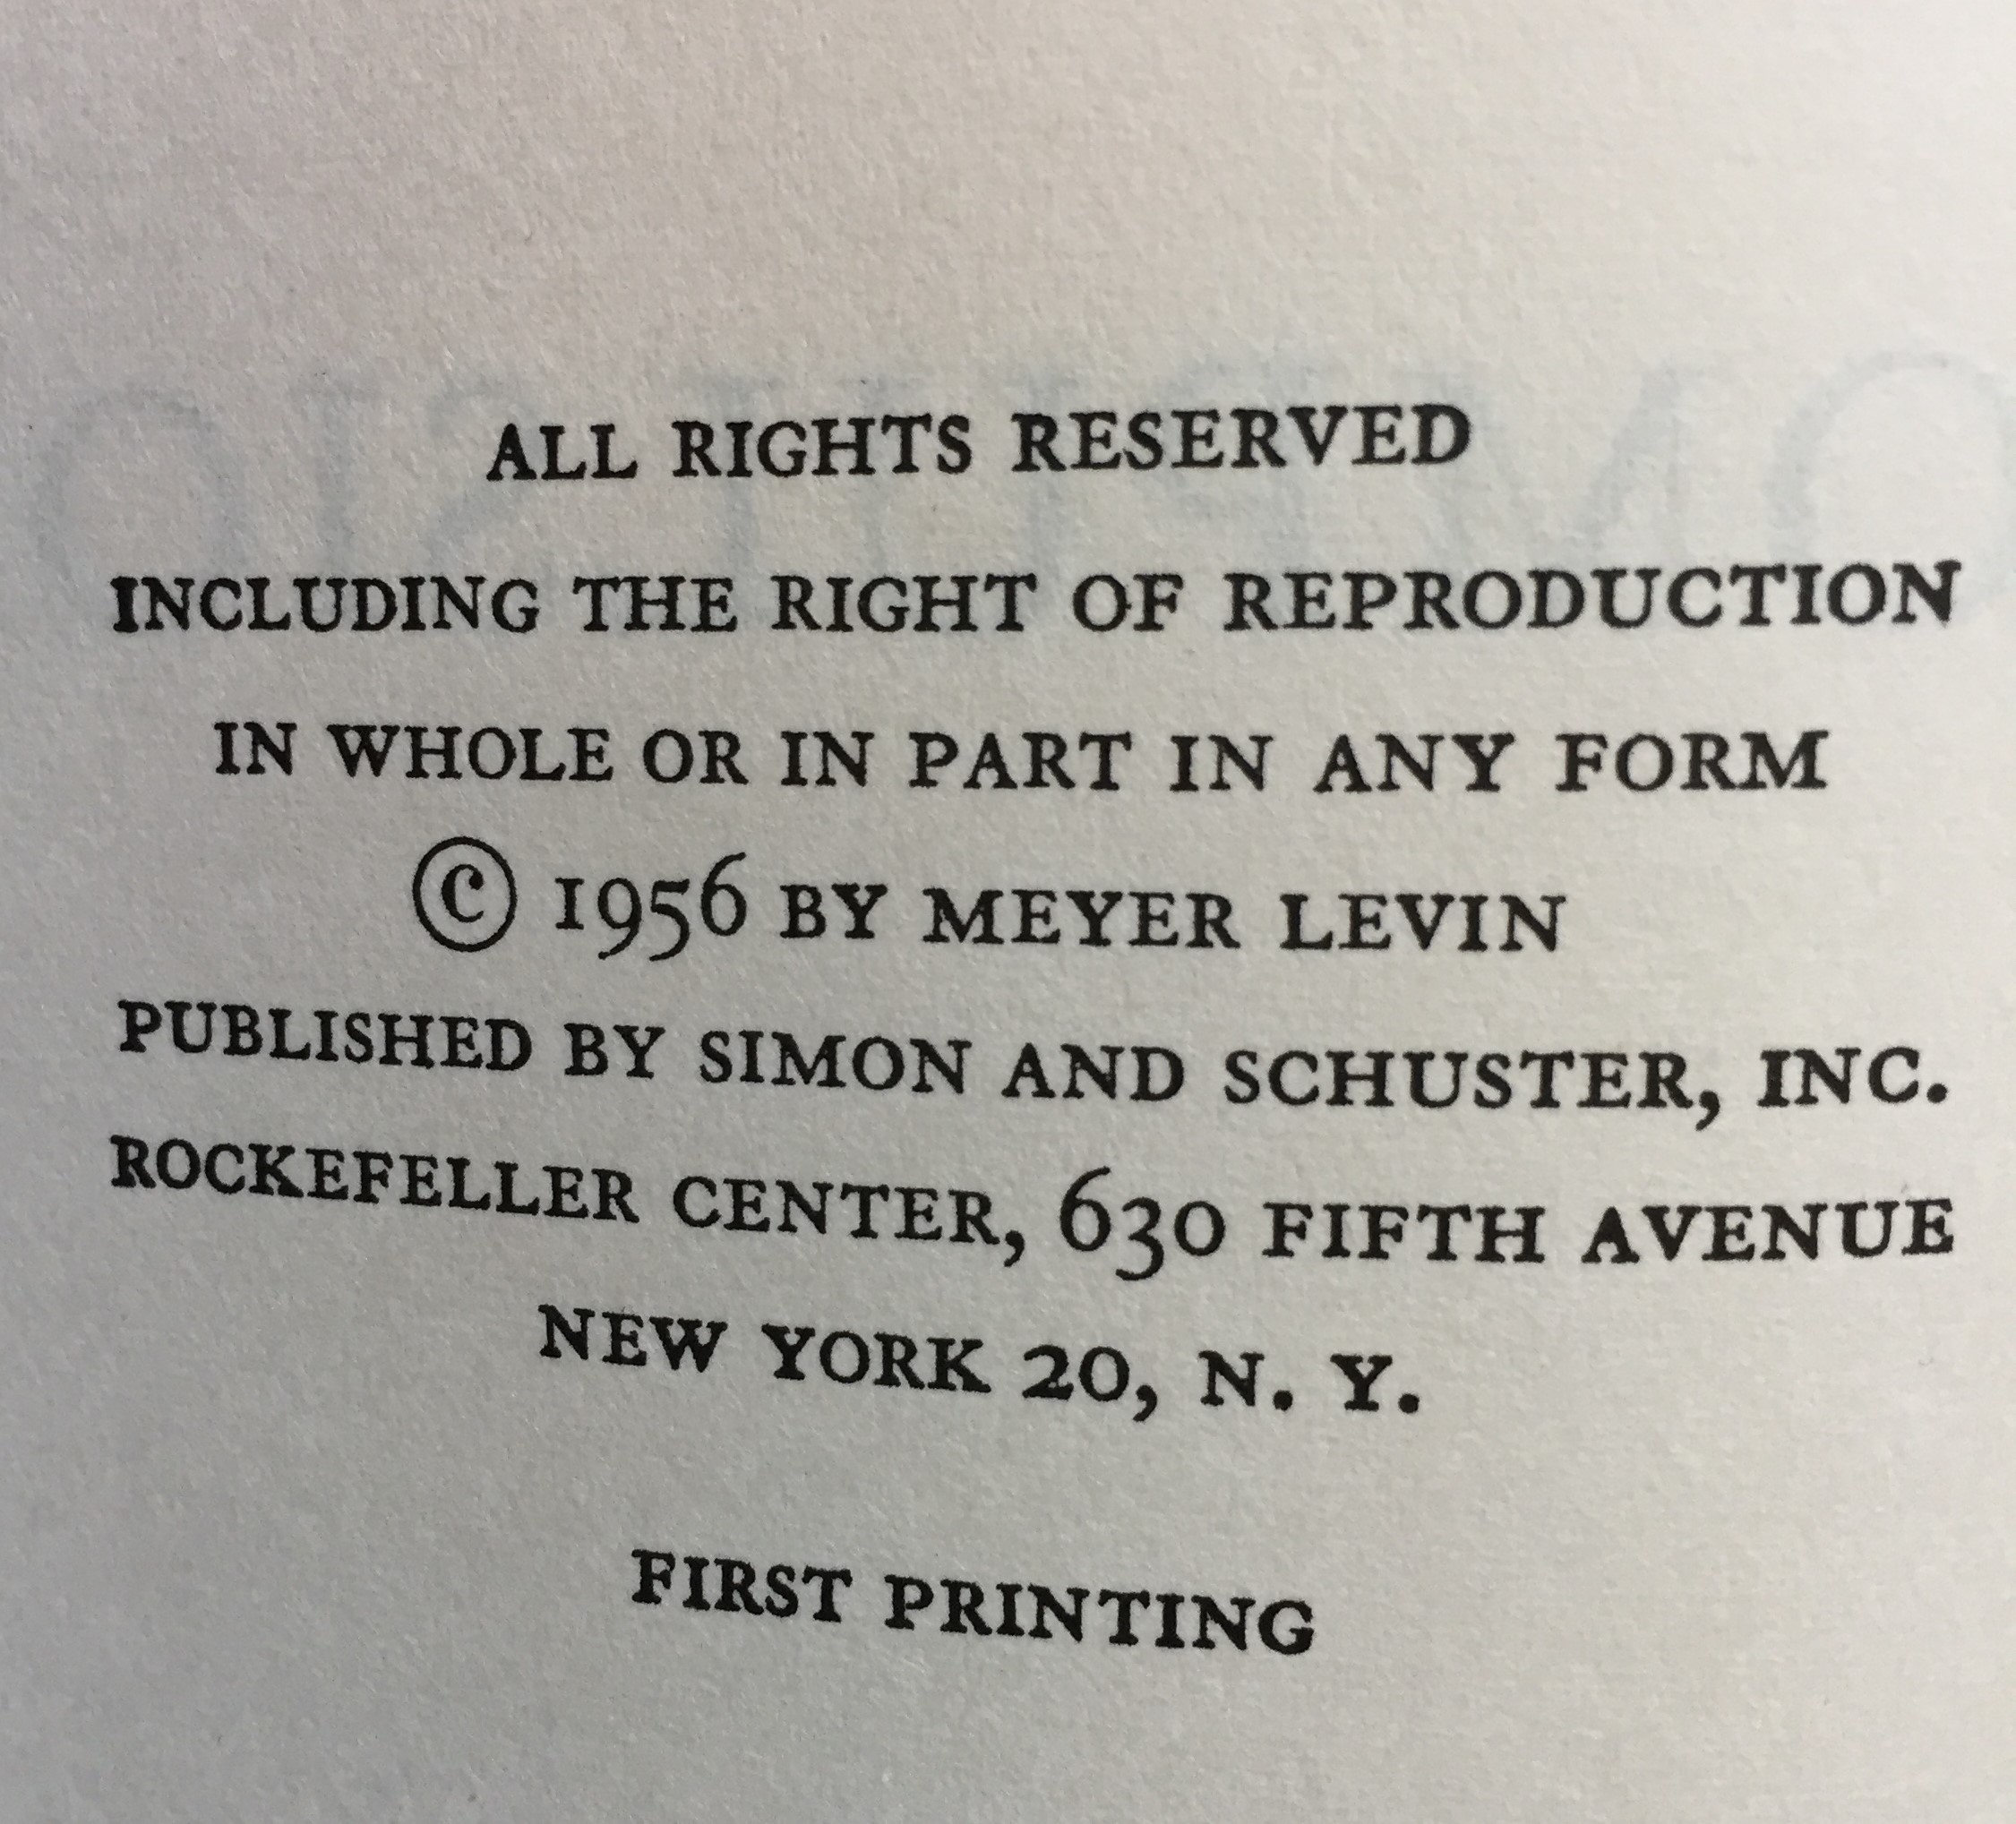 ALL RIGHTS RESERVED
INCLUDING THE RIGHT OF REPRODUCTION
IN WHOLE OR IN PART IN ANY FORM
© 1956 BY MEYER LEVIN
PUBLISHED BY SIMON AND SCHUSTER, INC.
ROCKEFELLER CENTER, 630 FIFTH AVENUE
NEW YORK 20, N. Y.
FIRST PRINTING